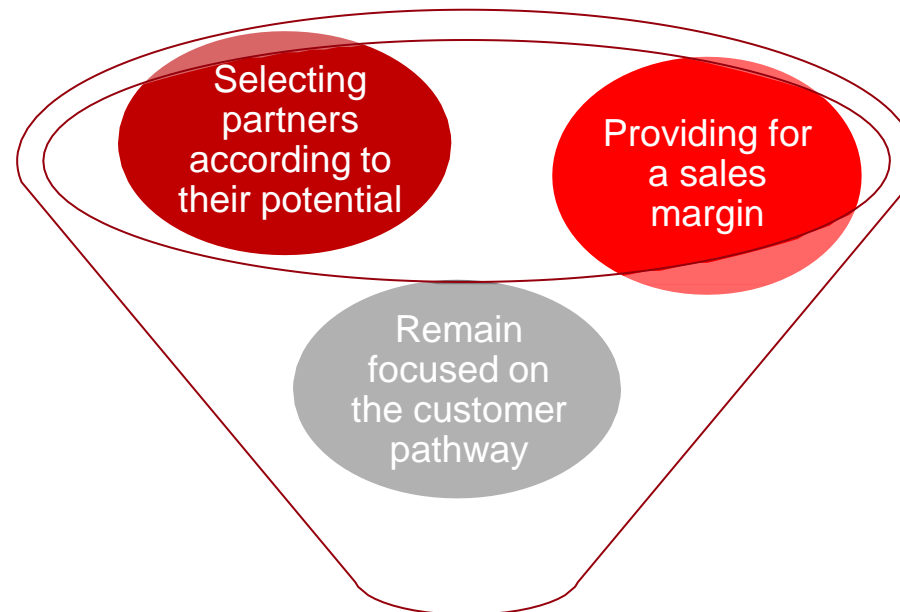 Selecting
partners
according to
their potential
Providing for
a sales
margin
Remain
focused on
the customer
pathway